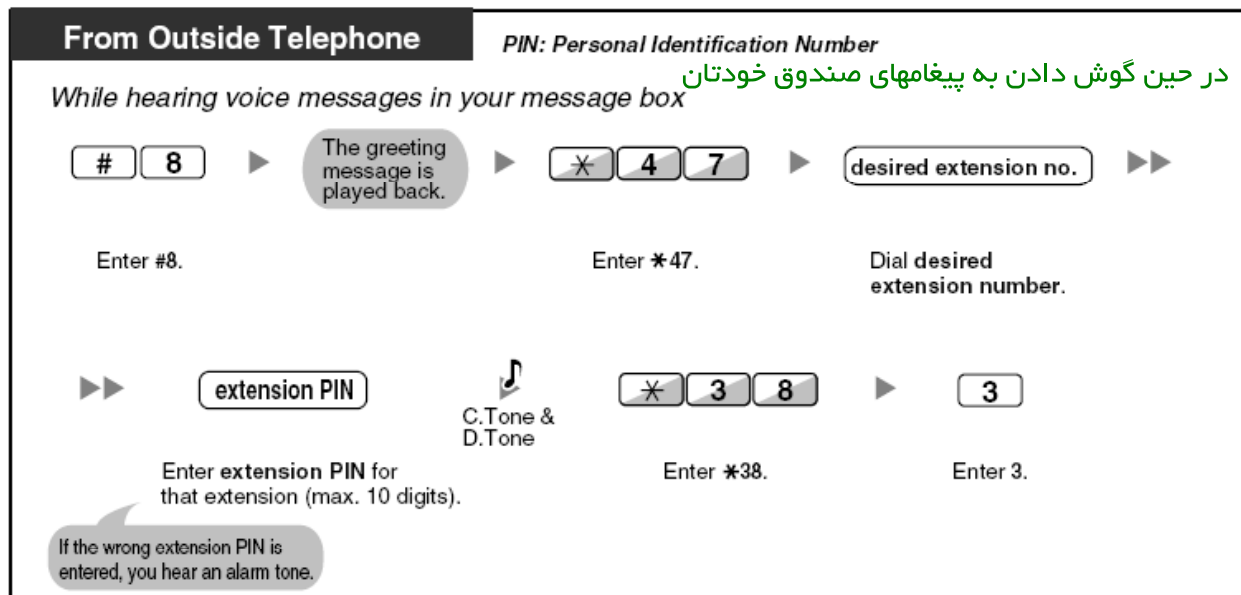 From Outside Telephone
PIN: Personal Identification Number
در حین گوش دادن به پیغامهای صندوق خودتان
While hearing voice messages in your message box
# 8
The greeting
message is
played back.
* 4 7
desired extension no.
Enter #8.
Enter *47.
Dial desired
extension number.
extension PIN
C.Tone &
D.Tone
* 3 8
3
Enter extension PIN for
that extension (max. 10 digits).
Enter *38.
Enter 3.
If the wrong extension PIN is
entered, you hear an alarm tone.